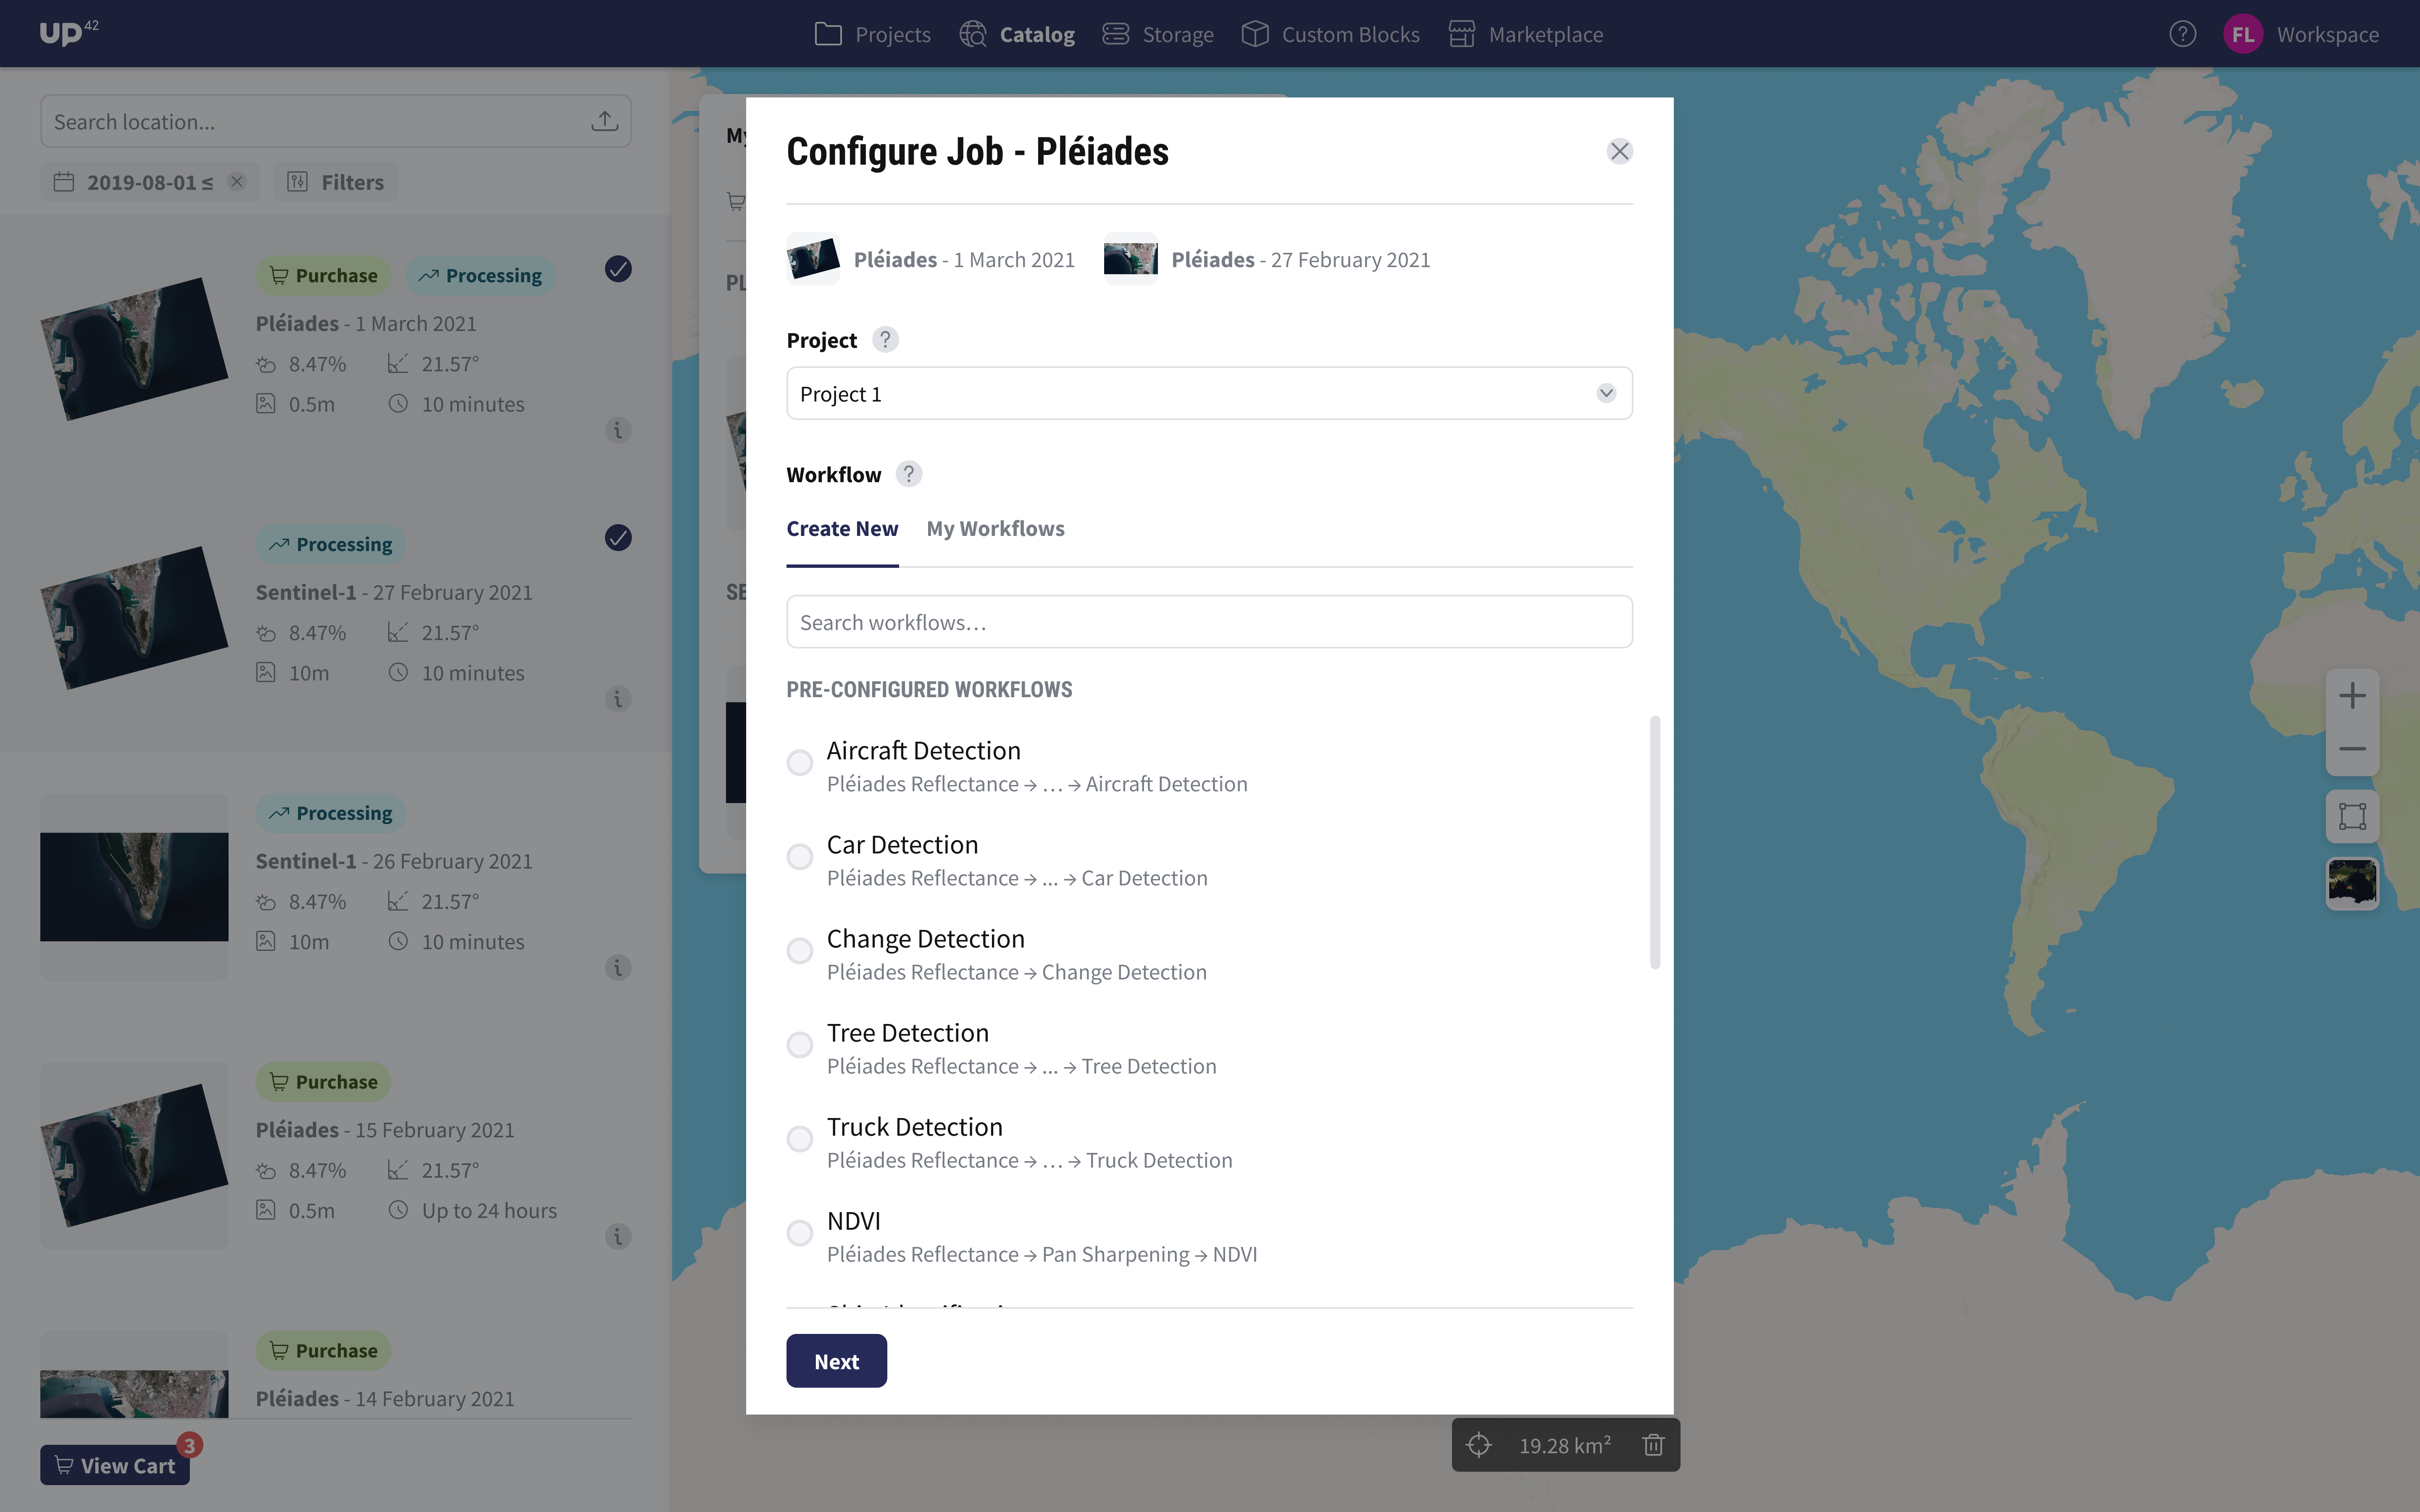 UP42
Projects
Catalog
Storage
Custom Blocks
Marketplace
?
FL
Workspace
Search location...
2019-08-01 ≤
Filters
Purchase
Processing
Pléiades - 1 March 2021
8.47%
21.57°
0.5m
10 minutes
i
Processing
Sentinel-1 - 27 February 2021
8.47%
21.57°
10m
10 minutes
i
Processing
Sentinel-1 - 26 February 2021
8.47%
21.57°
10m
10 minutes
i
Purchase
Pléiades - 15 February 2021
8.47%
21.57°
0.5m
Up to 24 hours
i
Purchase
Pléiades - 14 February 2021
View Cart
3
Configure Job - Pléiades
Pléiades - 1 March 2021
Pléiades - 27 February 2021
Project ?
Project 1
Workflow ?
Create New
My Workflows
Search workflows...
PRE-CONFIGURED WORKFLOWS
Aircraft Detection
Pléiades Reflectance → ... → Aircraft Detection
Car Detection
Pléiades Reflectance → ... → Car Detection
Change Detection
Pléiades Reflectance → Change Detection
Tree Detection
Pléiades Reflectance → ... → Tree Detection
Truck Detection
Pléiades Reflectance → ... → Truck Detection
NDVI
Pléiades Reflectance → Pan Sharpening → NDVI
Next
19.28 km²